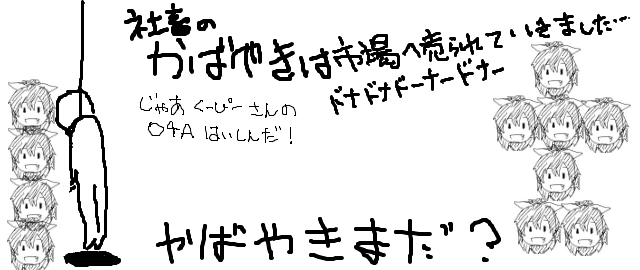 社畜の
かばやきは市場へ売られていきました…
ドナドナドーナードナー
じゃあ くーぴーさんの
Q&A はいしんだ!
かばやきまだ?